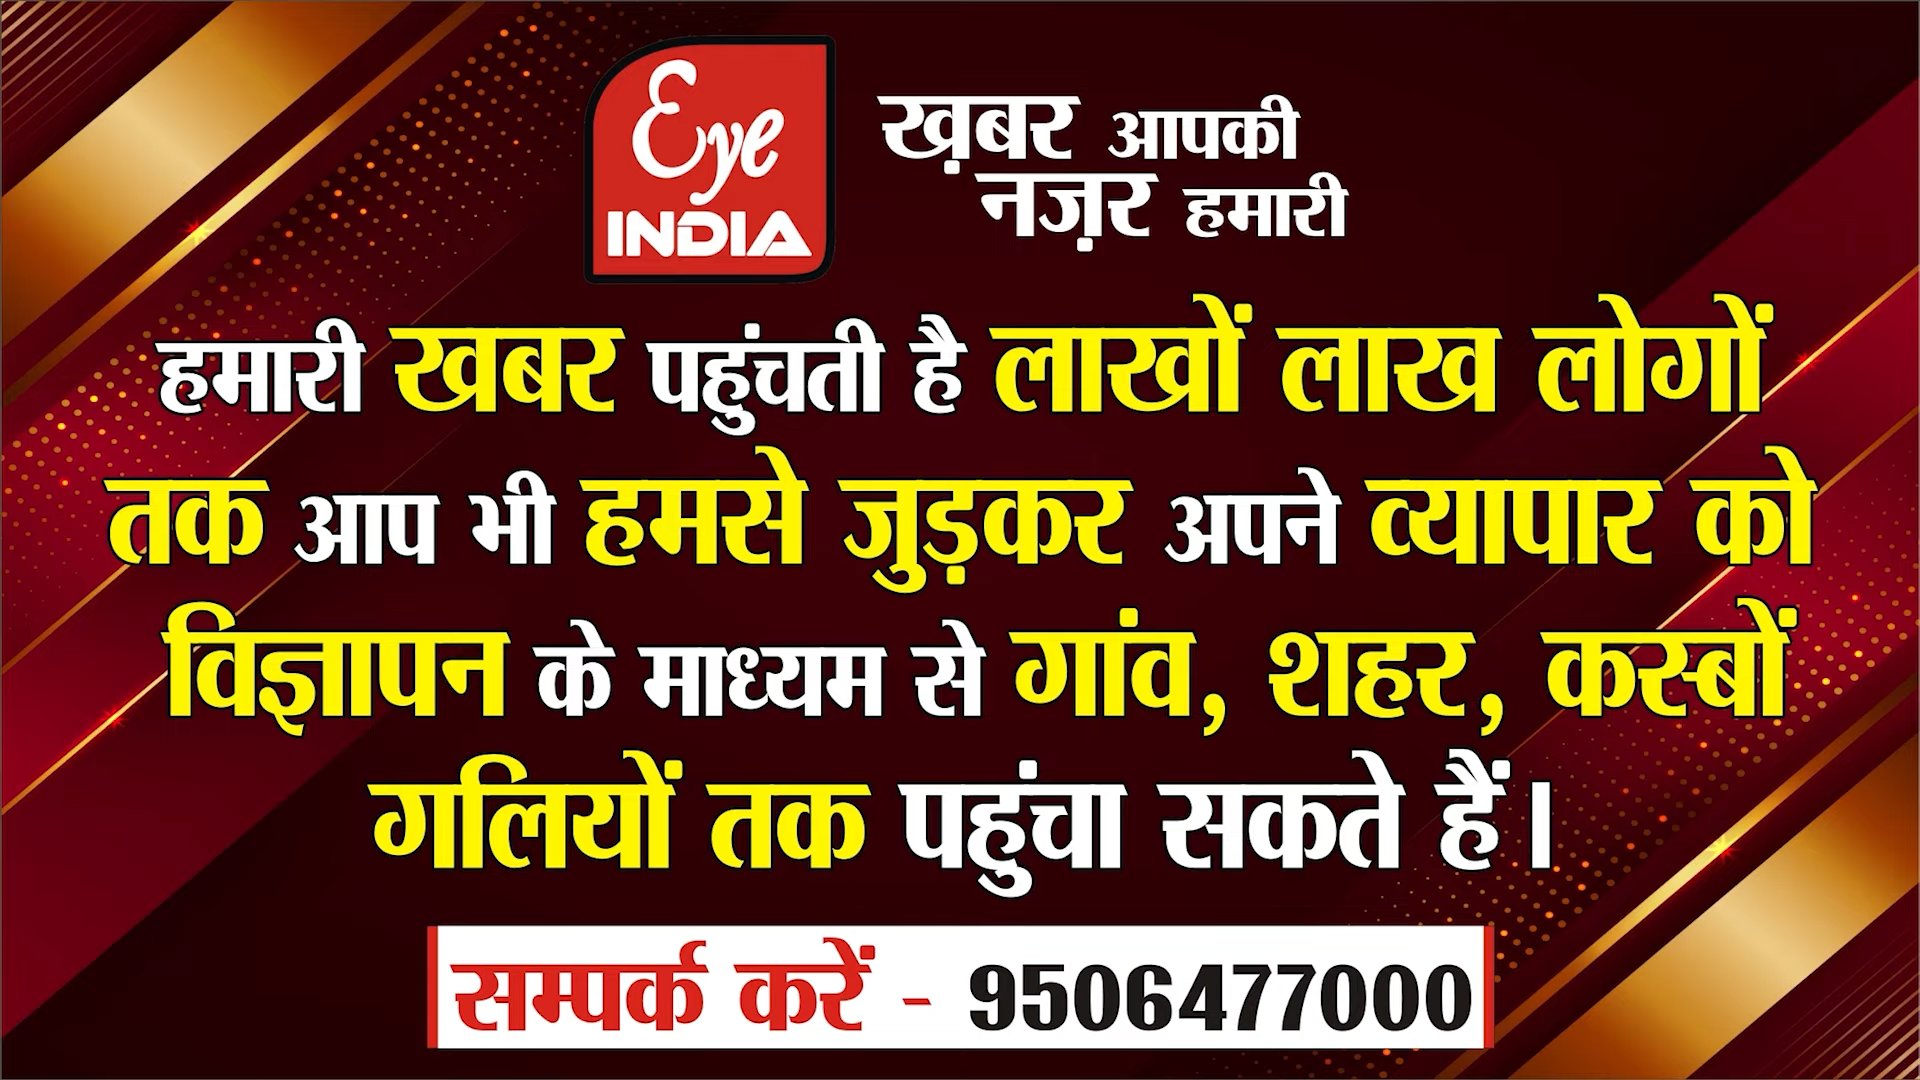 Eye
INDIA
ख़बर आपकी
नज़र हमारी
हमारी खबर पहुंचती है लाखों लाख लोगों
तक आप भी हमसे जुड़कर अपने व्यापार को
विज्ञापन के माध्यम से गांव, शहर, कस्बों
गलियों तक पहुंचा सकते हैं।
सम्पर्क करें - 9506477000